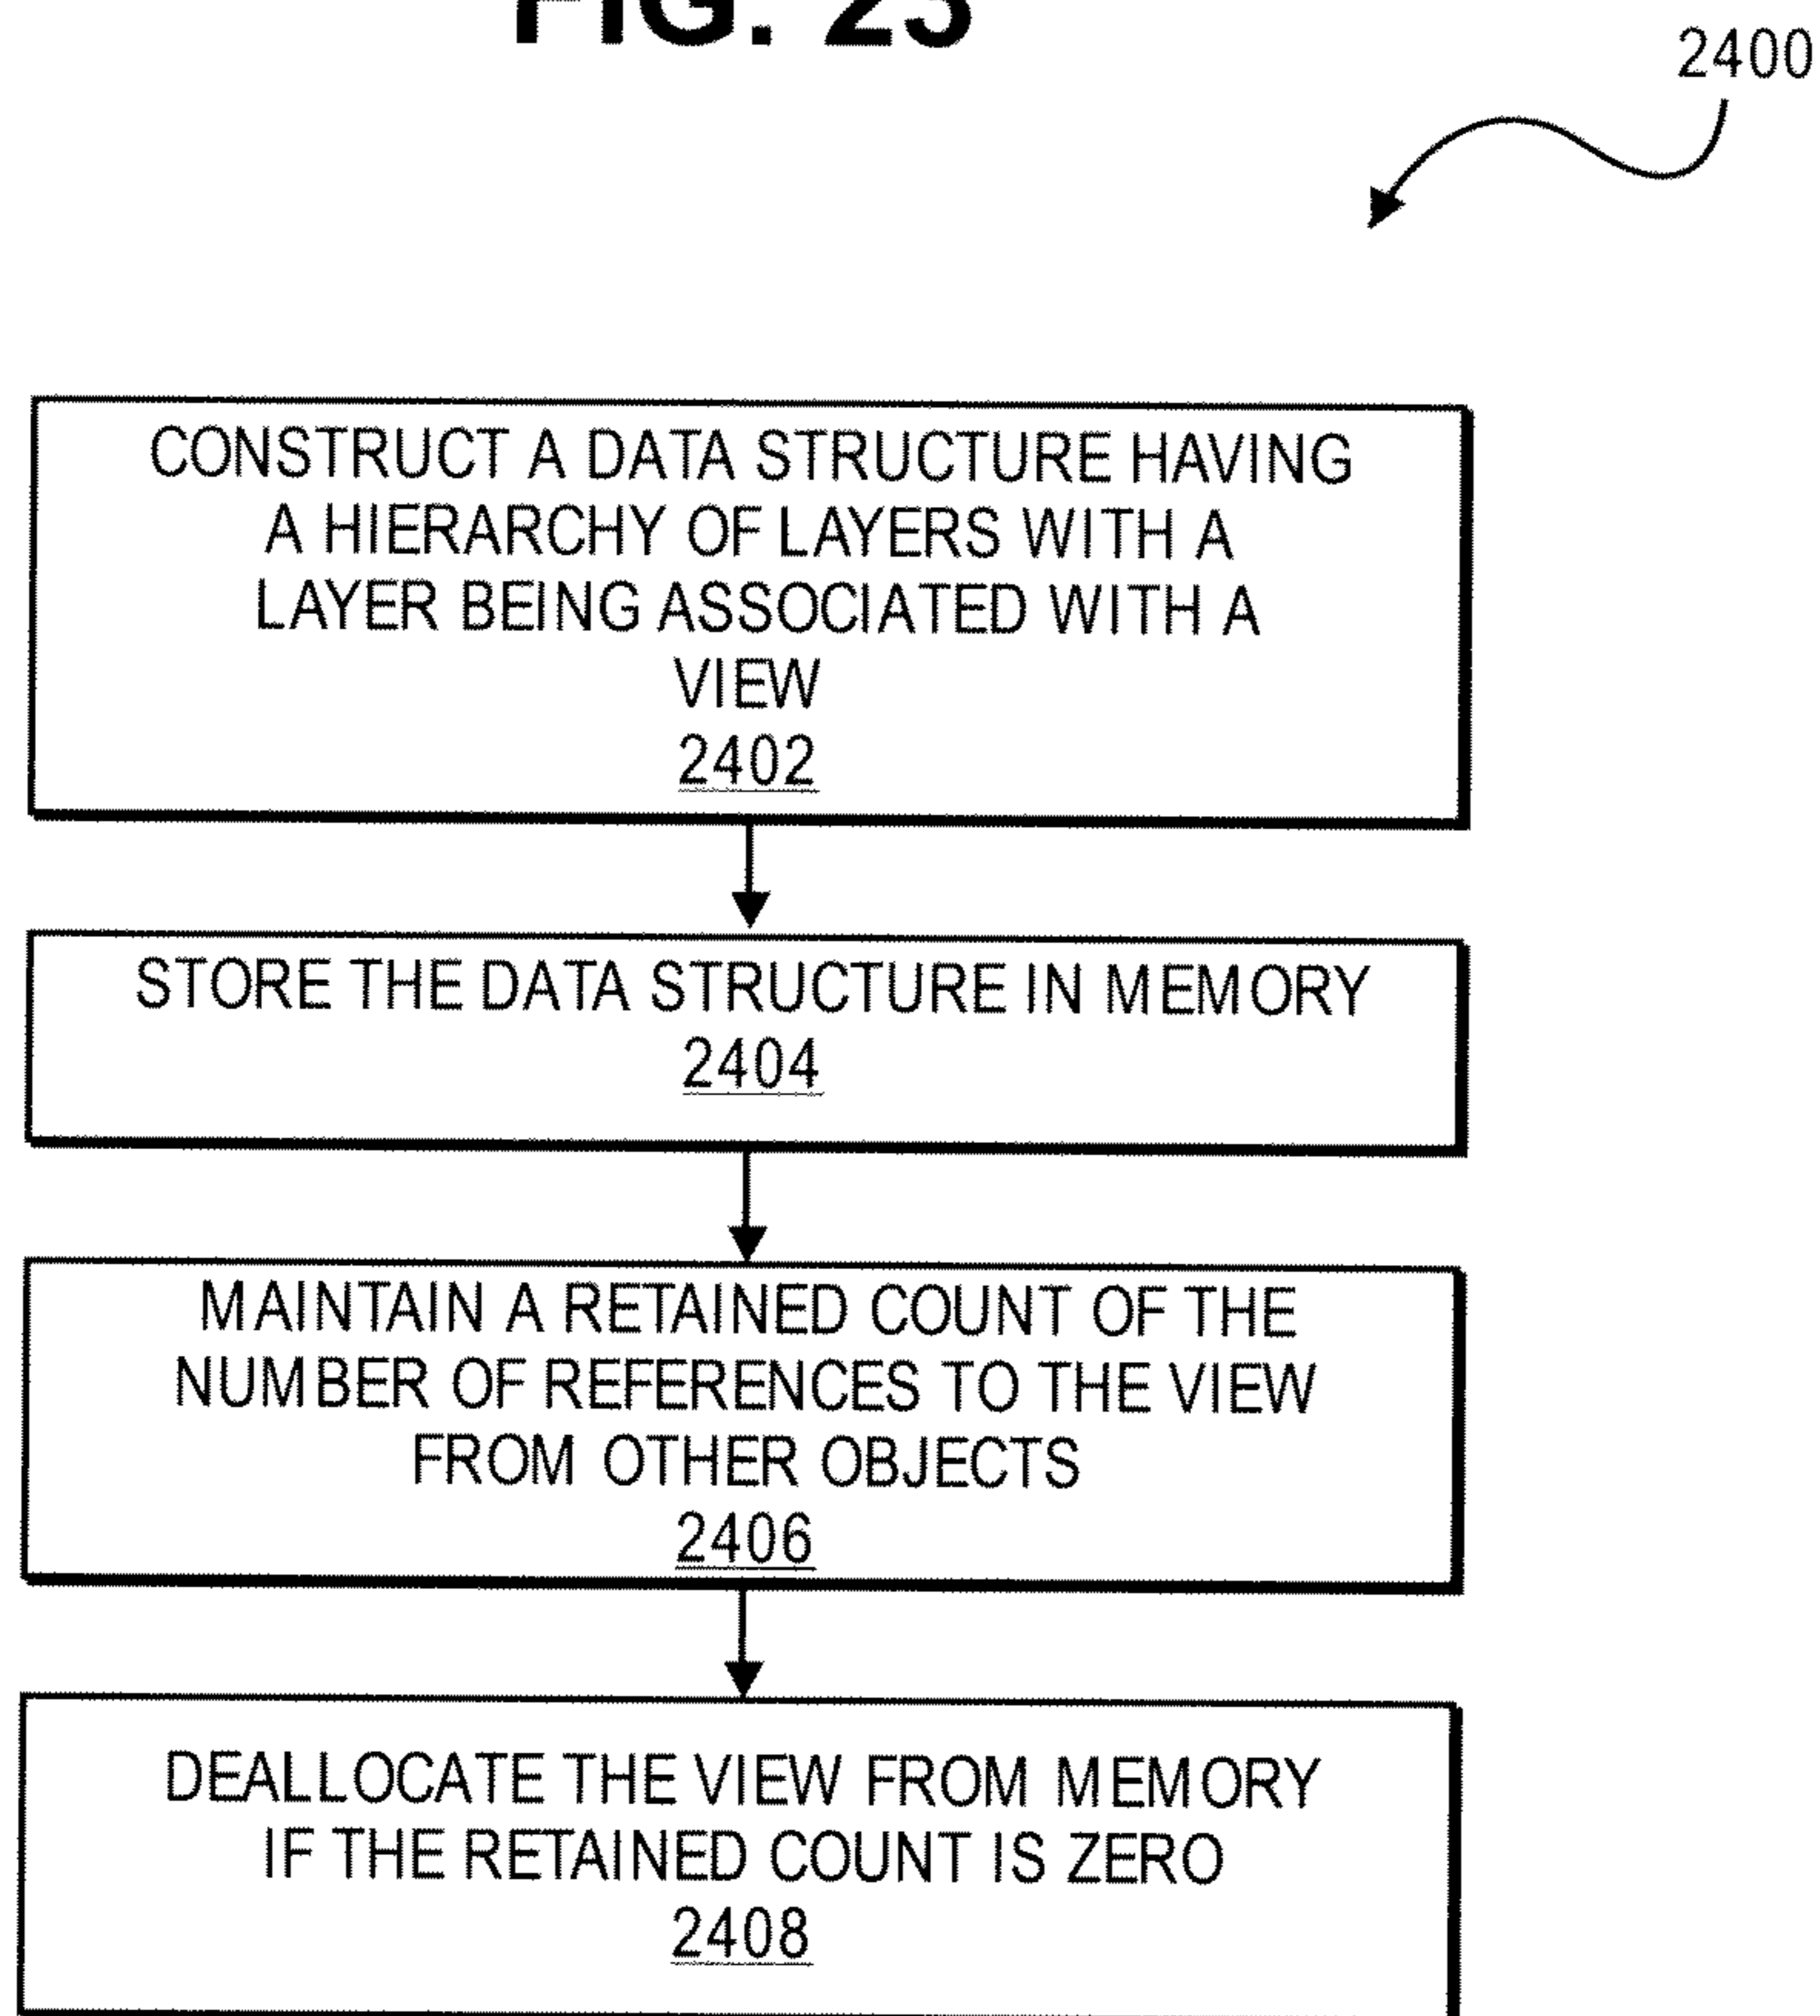 FIG. 23
2400
CONSTRUCT A DATA STRUCTURE HAVING
A HIERARCHY OF LAYERS WITH A
LAYER BEING ASSOCIATED WITH A
VIEW
2402
STORE THE DATA STRUCTURE IN MEMORY
2404
MAINTAIN A RETAINED COUNT OF THE
NUMBER OF REFERENCES TO THE VIEW
FROM OTHER OBJECTS
2406
DEALLOCATE THE VIEW FROM MEMORY
IF THE RETAINED COUNT IS ZERO
2408